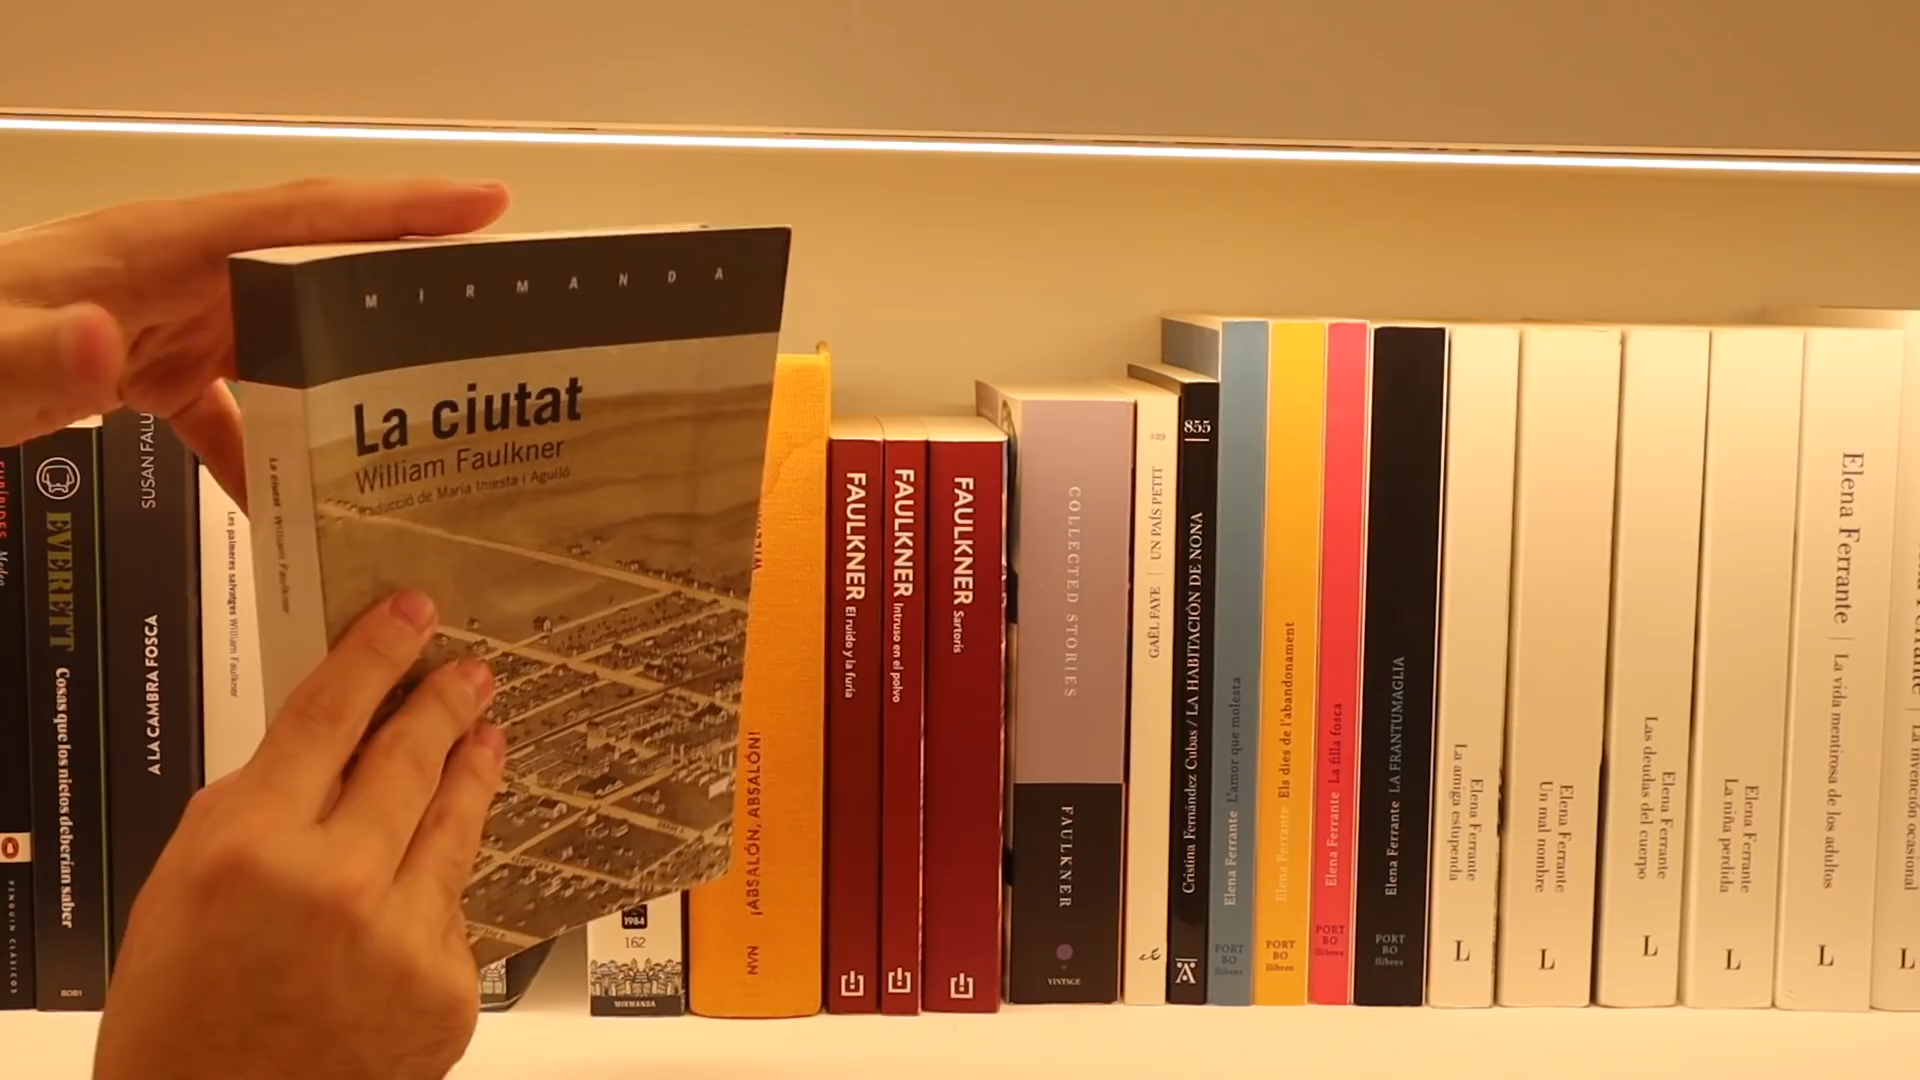 MIRMANDA
La ciutat
William Faulkner
Traducció de Maria Iniesta i Agulló
La ciutat William Faulkner
EURÍPIDES Medea
PENGUIN CLÁSICOS
EVERETT Cosas que los nietos deberían saber
SUSAN FALU
A LA CAMBRA FOSCA
Les palmeres salvatges William Faulkner
1984
162
MIRMANDA
NVN ¡ABSALÓN, ABSALÓN!
FAULKNER El ruido y la furia
FAULKNER Intruso en el polvo
FAULKNER Sartoris
COLLECTED STORIES
FAULKNER
VINTAGE
GAËL FAYE | UN PAÍS PETIT
855
Cristina Fernández Cubas / LA HABITACIÓN DE NONA
A
Elena Ferrante L'amor que molesta
PORT BO llibres
Elena Ferrante Els dies de l'abandonament
PORT BO llibres
Elena Ferrante La filla fosca
PORT BO llibres
Elena Ferrante LA FRANTUMAGLIA
PORT BO llibres
Elena Ferrante
La amiga estupenda
L
Elena Ferrante
Un mal nombre
L
Elena Ferrante
Las deudas del cuerpo
L
Elena Ferrante
La niña perdida
L
Elena Ferrante | La vida mentirosa de los adultos
L
Ferrante | La invención ocasional
L